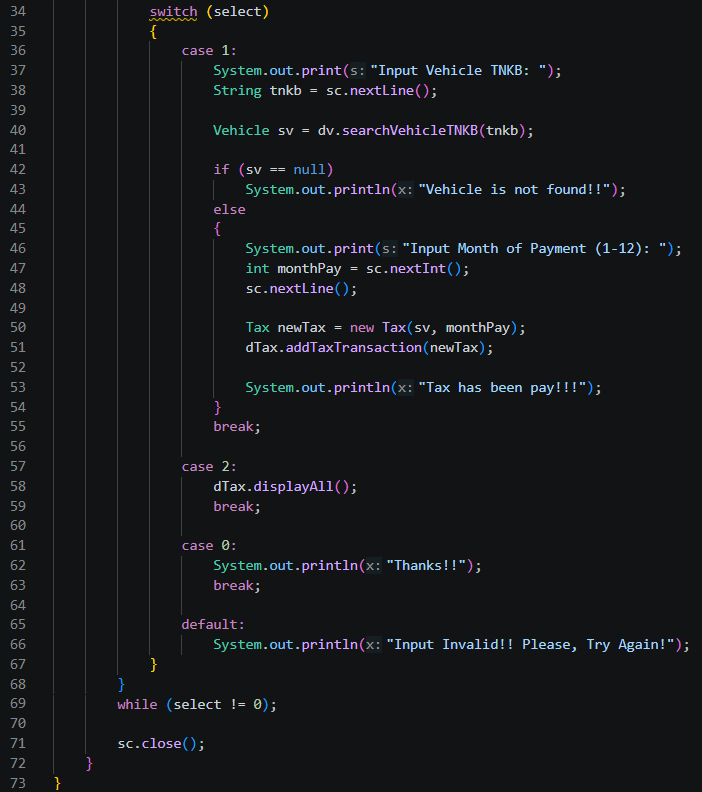 34 switch (select)
35 {
36 case 1:
37 System.out.print(s: "Input Vehicle TNKB: ");
38 String tnkb = sc.nextLine();
39
40 Vehicle sv = dv.searchVehicleTNKB(tnkb);
41
42 if (sv == null)
43 System.out.println(x: "Vehicle is not found!!");
44 else
45 {
46 System.out.print(s: "Input Month of Payment (1-12): ");
47 int monthPay = sc.nextInt();
48 sc.nextLine();
49
50 Tax newTax = new Tax(sv, monthPay);
51 dTax.addTaxTransaction(newTax);
52
53 System.out.println(x: "Tax has been pay!!!");
54 }
55 break;
56
57 case 2:
58 dTax.displayAll();
59 break;
60
61 case 0:
62 System.out.println(x: "Thanks!!");
63 break;
64
65 default:
66 System.out.println(x: "Input Invalid!! Please, Try Again!");
67 }
68 }
69 while (select != 0);
70
71 sc.close();
72 }
73 }